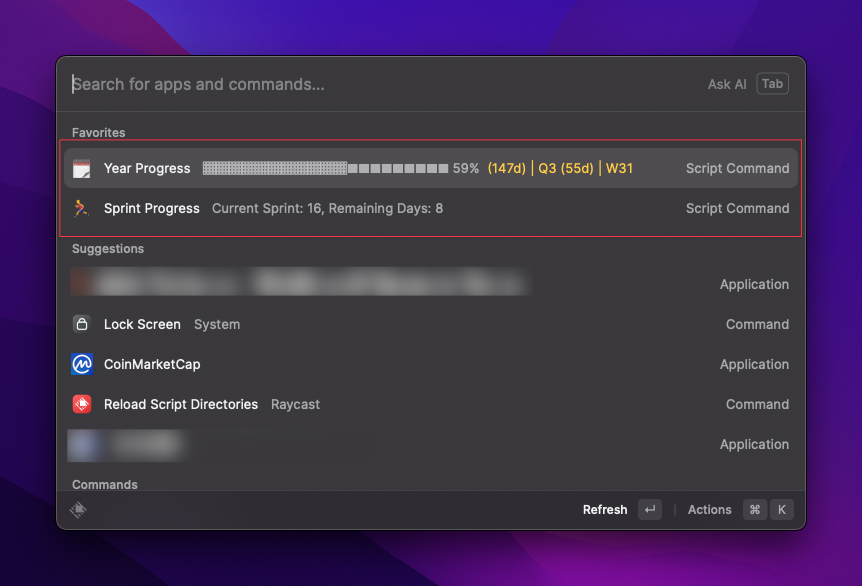 Search for apps and commands...
Ask AI Tab
Favorites
Year Progress 59% (147d) | Q3 (55d) | W31 Script Command
Sprint Progress Current Sprint: 16, Remaining Days: 8 Script Command
Suggestions
Application
Lock Screen System Command
CoinMarketCap Application
Reload Script Directories Raycast Command
Application
Commands
Refresh ↵ | Actions ⌘ K